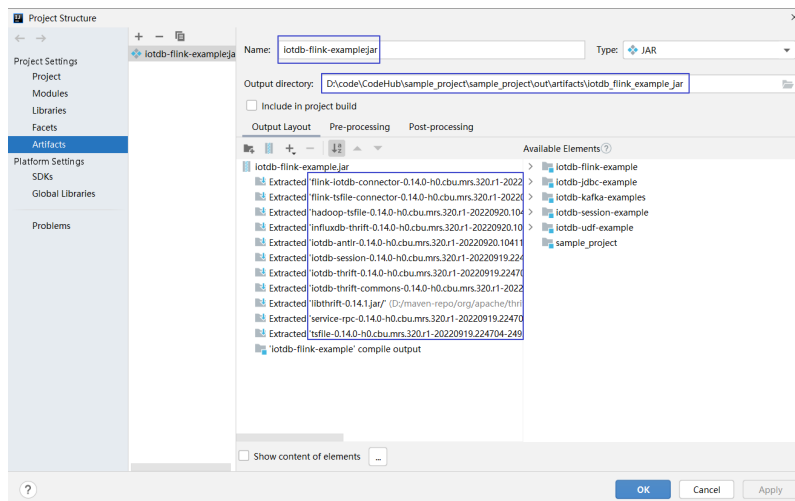 Project Structure
Project Settings
Project
Modules
Libraries
Facets
Artifacts
Platform Settings
SDKs
Global Libraries
Problems
iotdb-flink-example:ja
Name: iotdb-flink-example:jar Type: JAR
Output directory: D:\code\CodeHub\sample_project\sample_project\out\artifacts\iotdb_flink_example_jar
Include in project build
Output Layout Pre-processing Post-processing
Available Elements
iotdb-flink-example.jar
Extracted 'flink-iotdb-connector-0.14.0-h0.cbu.mrs.320.r1-2022
Extracted 'flink-tsfile-connector-0.14.0-h0.cbu.mrs.320.r1-2022
Extracted 'hadoop-tsfile-0.14.0-h0.cbu.mrs.320.r1-20220920.104
Extracted 'influxdb-thrift-0.14.0-h0.cbu.mrs.320.r1-20220920.10
Extracted 'iotdb-antlr-0.14.0-h0.cbu.mrs.320.r1-20220920.10411
Extracted 'iotdb-session-0.14.0-h0.cbu.mrs.320.r1-20220919.224
Extracted 'iotdb-thrift-0.14.0-h0.cbu.mrs.320.r1-20220919.22470
Extracted 'iotdb-thrift-commons-0.14.0-h0.cbu.mrs.320.r1-2022
Extracted 'libthrift-0.14.1.jar/' (D:/maven-repo/org/apache/thri
Extracted 'service-rpc-0.14.0-h0.cbu.mrs.320.r1-20220919.22470
Extracted 'tsfile-0.14.0-h0.cbu.mrs.320.r1-20220919.224704-249
'iotdb-flink-example' compile output
iotdb-flink-example
iotdb-jdbc-example
iotdb-kafka-examples
iotdb-session-example
iotdb-udf-example
sample_project
Show content of elements ...
? OK Cancel Apply